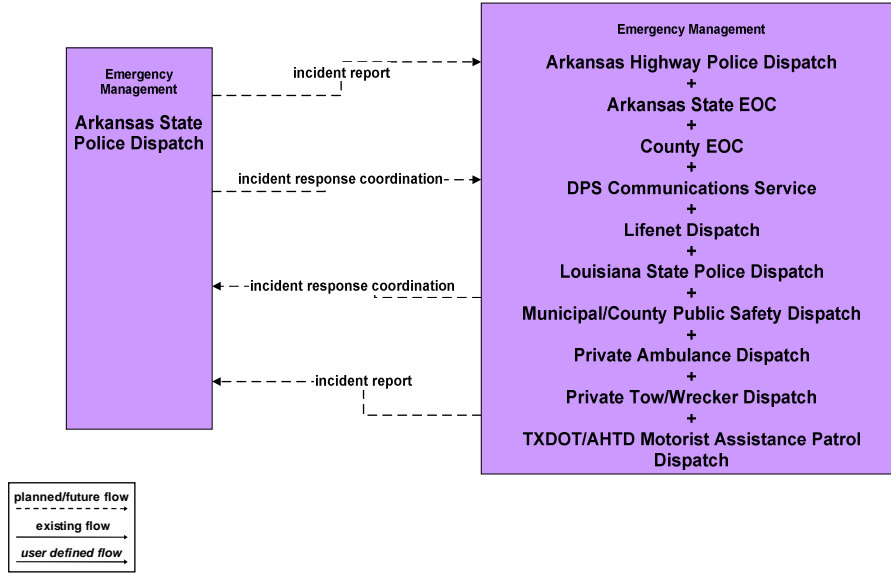 Emergency
Management
Arkansas State
Police Dispatch
incident report
incident response coordination
incident response coordination
incident report
Emergency Management
Arkansas Highway Police Dispatch
+
Arkansas State EOC
+
County EOC
+
DPS Communications Service
+
Lifenet Dispatch
+
Louisiana State Police Dispatch
+
Municipal/County Public Safety Dispatch
+
Private Ambulance Dispatch
+
Private Tow/Wrecker Dispatch
+
TXDOT/AHTD Motorist Assistance Patrol
Dispatch
planned/future flow
existing flow
user defined flow